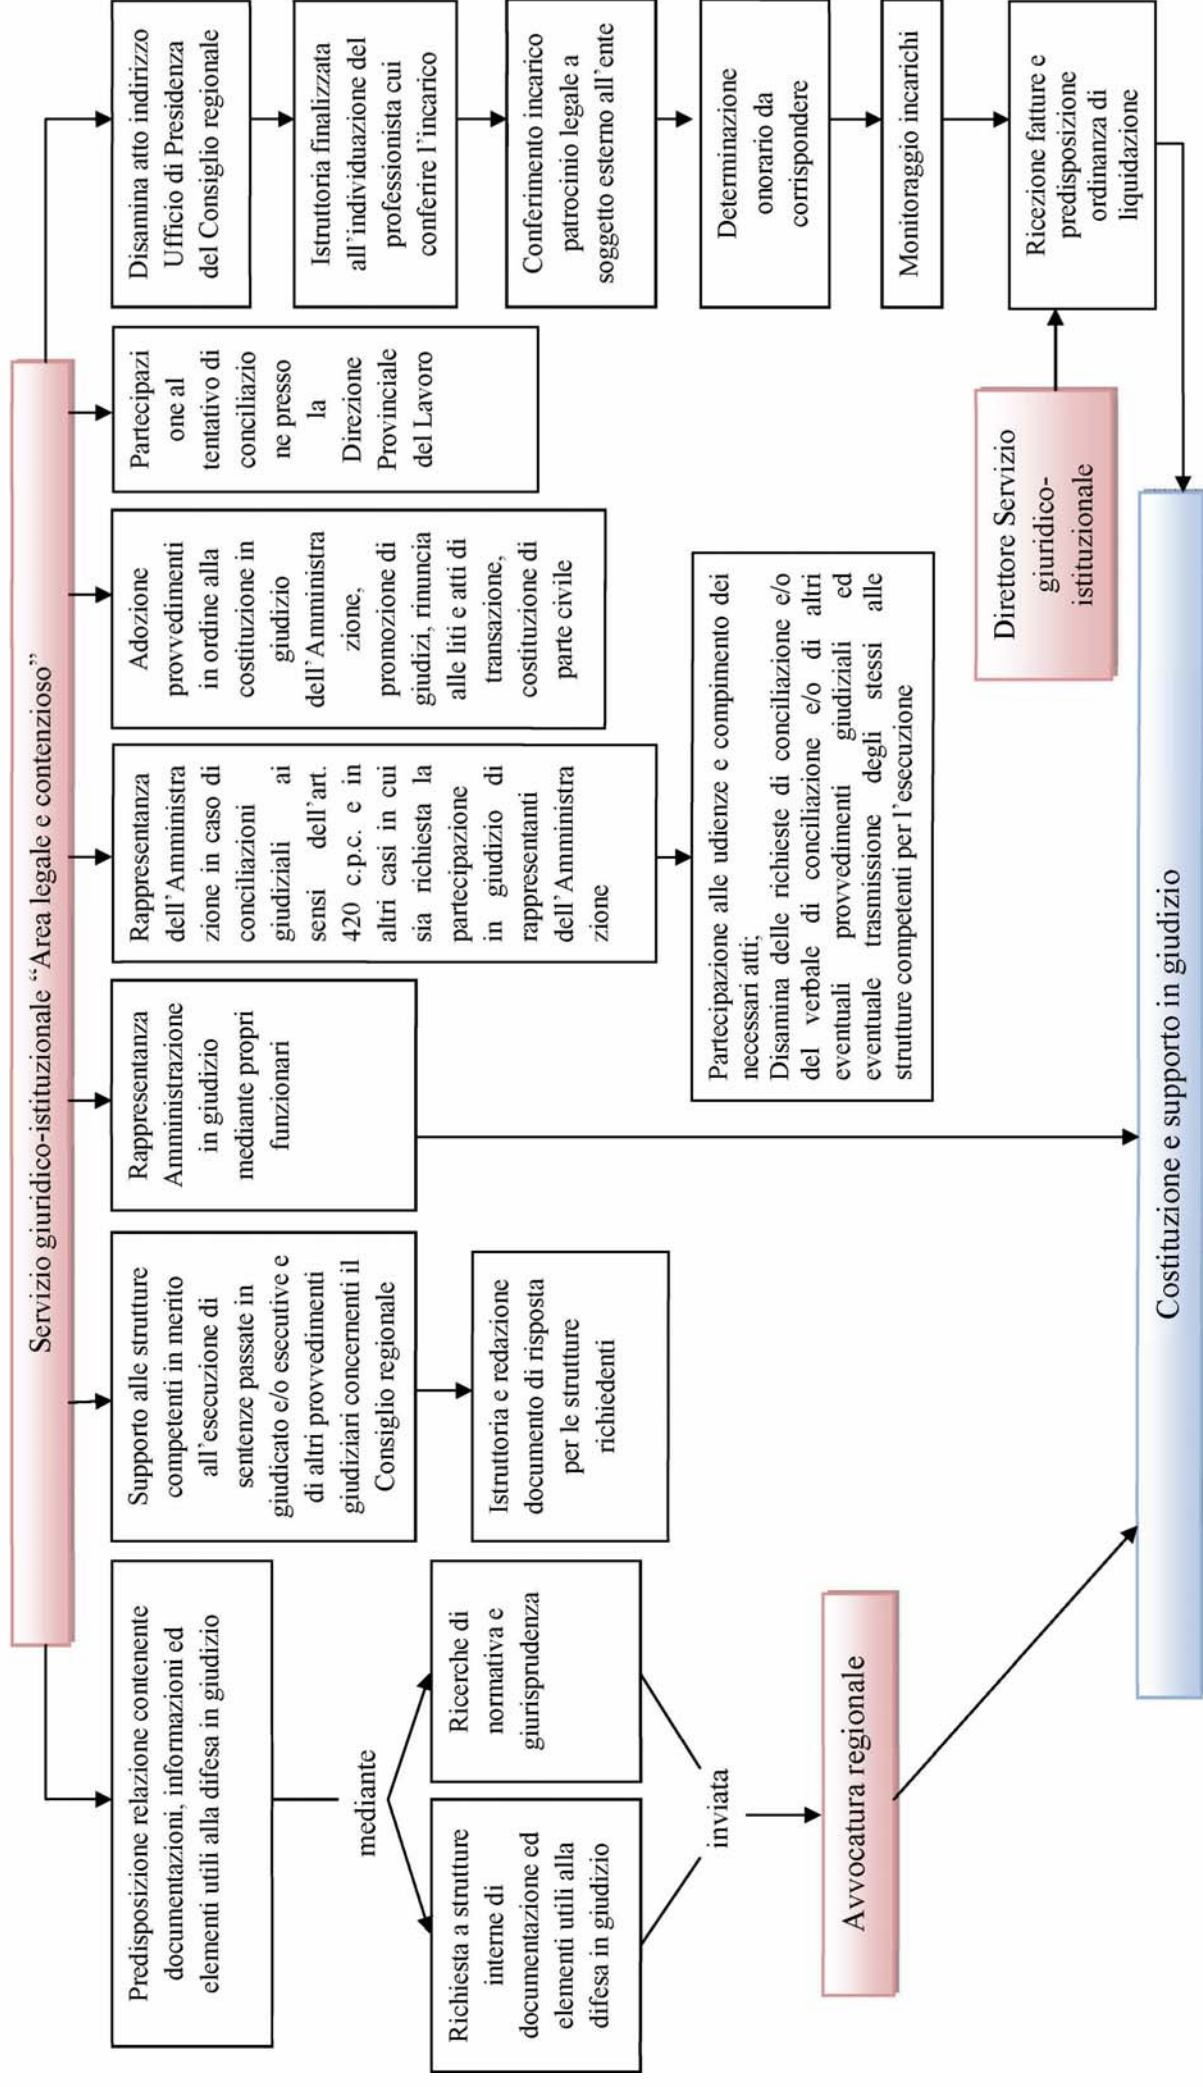 Servizio giuridico-istituzionale “Area legale e contenzioso”
Predisposizione relazione contenente
documentazioni, informazioni ed
elementi utili alla difesa in giudizio
mediante
Richiesta a strutture
interne di
documentazione ed
elementi utili alla
difesa in giudizio
Ricerche di
normativa e
giurisprudenza
inviata
Avvocatura regionale
Supporto alle strutture
competenti in merito
all’esecuzione di
sentenze passate in
giudicato e/o esecutive e
di altri provvedimenti
giudiziari concernenti il
Consiglio regionale
Istruttoria e redazione
documento di risposta
per le strutture
richiedenti
Rappresentanza
Amministrazione
in giudizio
mediante propri
funzionari
Rappresentanza
dell’Amministra
zione in caso di
conciliazioni
giudiziali ai
sensi dell’art.
420 c.p.c. e in
altri casi in cui
sia richiesta la
partecipazione
in giudizio di
rappresentanti
dell’Amministra
zione
Partecipazione alle udienze e compimento dei
necessari atti;
Disamina delle richieste di conciliazione e/o
del verbale di conciliazione e/o di altri
eventuali provvedimenti giudiziali ed
eventuale trasmissione degli stessi alle
strutture competenti per l’esecuzione
Adozione
provvedimenti
in ordine alla
costituzione in
giudizio
dell’Amministra
zione,
promozione di
giudizi, rinuncia
alle liti e atti di
transazione,
costituzione di
parte civile
Partecipazi
one al
tentativo di
conciliazio
ne presso
la
Direzione
Provinciale
del Lavoro
Disamina atto indirizzo
Ufficio di Presidenza
del Consiglio regionale
Istruttoria finalizzata
all’individuazione del
professionista cui
conferire l’incarico
Conferimento incarico
patrocinio legale a
soggetto esterno all’ente
Determinazione
onorario da
corrispondere
Monitoraggio incarichi
Ricezione fature e
predisposizione
ordinanza di
liquidazione
Direttore Servizio
giuridico-
istituzionale
Costituzione e supporto in giudizio